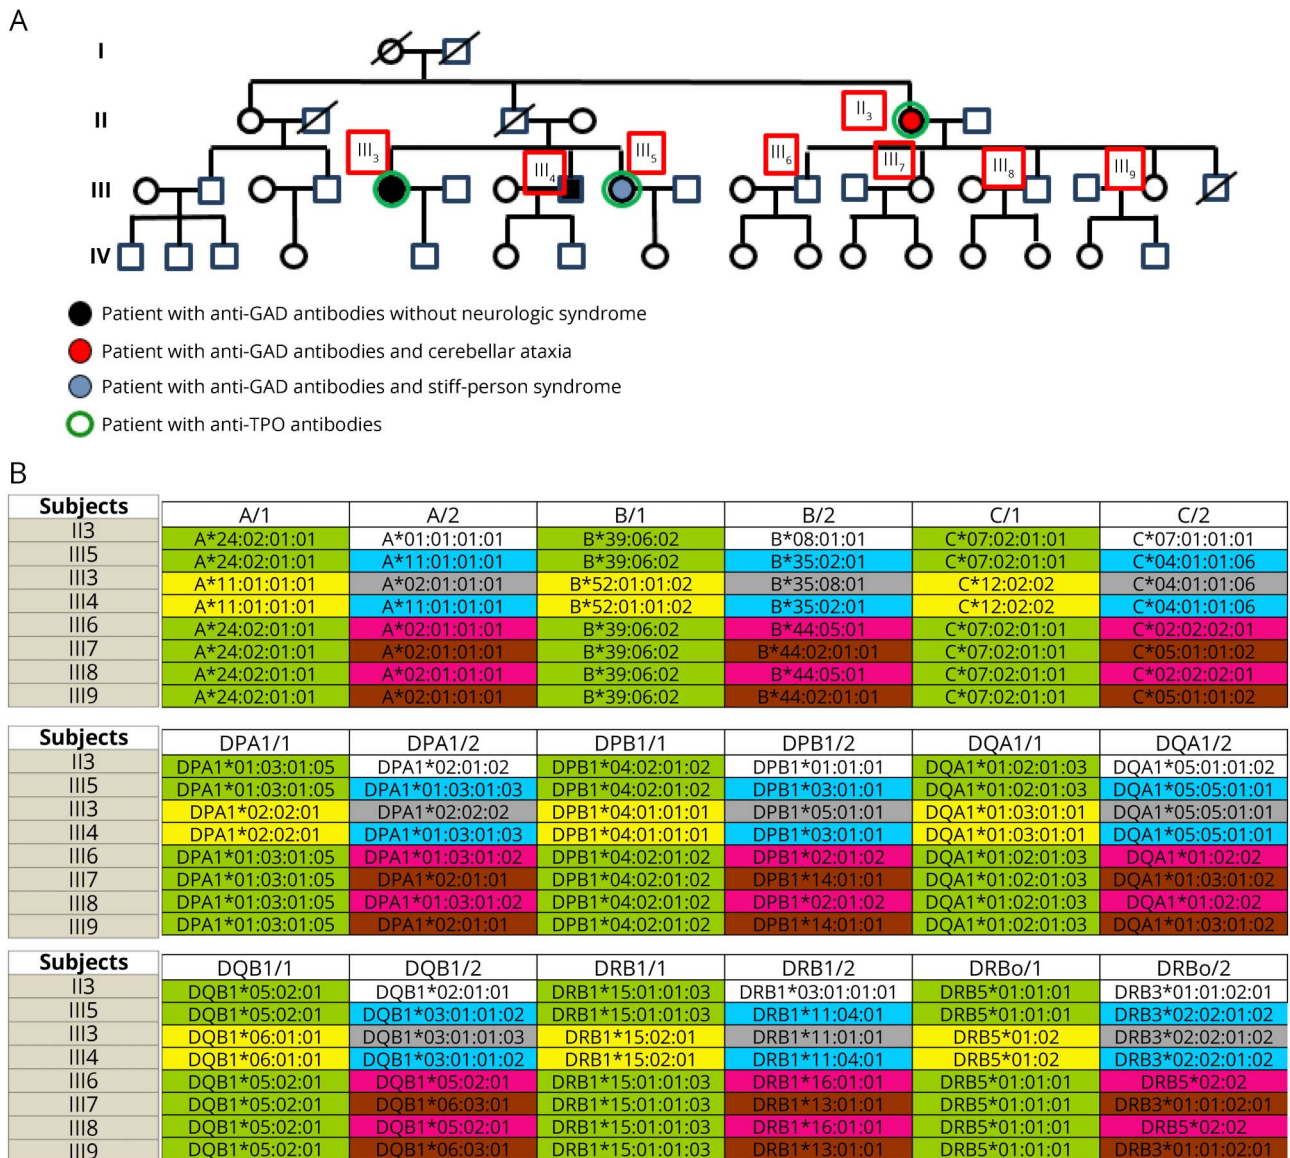 A
I
II
II3
III3
III4
III5
III6
III7
III8
III9
III
IV
Patient with anti-GAD antibodies without neurologic syndrome
Patient with anti-GAD antibodies and cerebellar ataxia
Patient with anti-GAD antibodies and stiff-person syndrome
Patient with anti-TPO antibodies
B
Subjects A/1 A/2 B/1 B/2 C/1 C/2
II3 A*24:02:01:01 A*01:01:01:01 B*39:06:02 B*08:01:01 C*07:02:01:01 C*07:01:01:01
III5 A*24:02:01:01 A*11:01:01:01 B*39:06:02 B*35:02:01 C*07:02:01:01 C*04:01:01:06
III3 A*11:01:01:01 A*02:01:01:01 B*52:01:01:02 B*35:08:01 C*12:02:02 C*04:01:01:06
III4 A*11:01:01:01 A*11:01:01:01 B*52:01:01:02 B*35:02:01 C*12:02:02 C*04:01:01:06
III6 A*24:02:01:01 A*02:01:01:01 B*39:06:02 B*44:05:01 C*07:02:01:01 C*02:02:02:01
III7 A*24:02:01:01 A*02:01:01:01 B*39:06:02 B*44:02:01:01 C*07:02:01:01 C*05:01:01:02
III8 A*24:02:01:01 A*02:01:01:01 B*39:06:02 B*44:05:01 C*07:02:01:01 C*02:02:02:01
III9 A*24:02:01:01 A*02:01:01:01 B*39:06:02 B*44:02:01:01 C*07:02:01:01 C*05:01:01:02
Subjects DPA1/1 DPA1/2 DPB1/1 DPB1/2 DQA1/1 DQA1/2
II3 DPA1*01:03:01:05 DPA1*02:01:02 DPB1*04:02:01:02 DPB1*01:01:01 DQA1*01:02:01:03 DQA1*05:01:01:02
III5 DPA1*01:03:01:05 DPA1*01:03:01:03 DPB1*04:02:01:02 DPB1*03:01:01 DQA1*01:02:01:03 DQA1*05:05:01:01
III3 DPA1*02:02:01 DPA1*02:02:02 DPB1*04:01:01:01 DPB1*05:01:01 DQA1*01:03:01:01 DQA1*05:05:01:01
III4 DPA1*02:02:01 DPA1*01:03:01:03 DPB1*04:01:01:01 DPB1*03:01:01 DQA1*01:03:01:01 DQA1*05:05:01:01
III6 DPA1*01:03:01:05 DPA1*01:03:01:02 DPB1*04:02:01:02 DPB1*02:01:02 DQA1*01:02:01:03 DQA1*01:02:02
III7 DPA1*01:03:01:05 DPA1*02:01:01 DPB1*04:02:01:02 DPB1*14:01:01 DQA1*01:02:01:03 DQA1*01:03:01:02
III8 DPA1*01:03:01:05 DPA1*01:03:01:02 DPB1*04:02:01:02 DPB1*02:01:02 DQA1*01:02:01:03 DQA1*01:02:02
III9 DPA1*01:03:01:05 DPA1*02:01:01 DPB1*04:02:01:02 DPB1*14:01:01 DQA1*01:02:01:03 DQA1*01:03:01:02
Subjects DQB1/1 DQB1/2 DRB1/1 DRB1/2 DRBo/1 DRBo/2
II3 DQB1*05:02:01 DQB1*02:01:01 DRB1*15:01:01:03 DRB1*03:01:01:01 DRB5*01:01:01 DRB3*01:01:02:01
III5 DQB1*05:02:01 DQB1*03:01:01:02 DRB1*15:01:01:03 DRB1*11:04:01 DRB5*01:01:01 DRB3*02:02:01:02
III3 DQB1*06:01:01 DQB1*03:01:01:03 DRB1*15:02:01 DRB1*11:01:01 DRB5*01:02 DRB3*02:02:01:02
III4 DQB1*06:01:01 DQB1*03:01:01:02 DRB1*15:02:01 DRB1*11:04:01 DRB5*01:02 DRB3*02:02:01:02
III6 DQB1*05:02:01 DQB1*05:02:01 DRB1*15:01:01:03 DRB1*16:01:01 DRB5*01:01:01 DRB5*02:02
III7 DQB1*05:02:01 DQB1*06:03:01 DRB1*15:01:01:03 DRB1*13:01:01 DRB5*01:01:01 DRB3*01:01:02:01
III8 DQB1*05:02:01 DQB1*05:02:01 DRB1*15:01:01:03 DRB1*16:01:01 DRB5*01:01:01 DRB5*02:02
III9 DQB1*05:02:01 DQB1*06:03:01 DRB1*15:01:01:03 DRB1*13:01:01 DRB5*01:01:01 DRB3*01:01:02:01